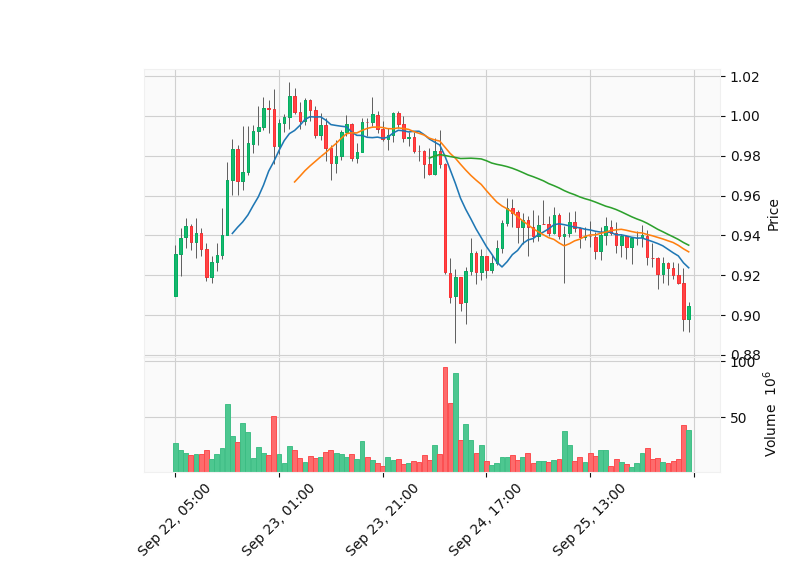 1.02
1.00
0.98
0.96
0.94
0.92
0.90
0.88
Price
100
50
Volume 10^6
Sep 22, 05:00
Sep 23, 01:00
Sep 23, 21:00
Sep 24, 17:00
Sep 25, 13:00